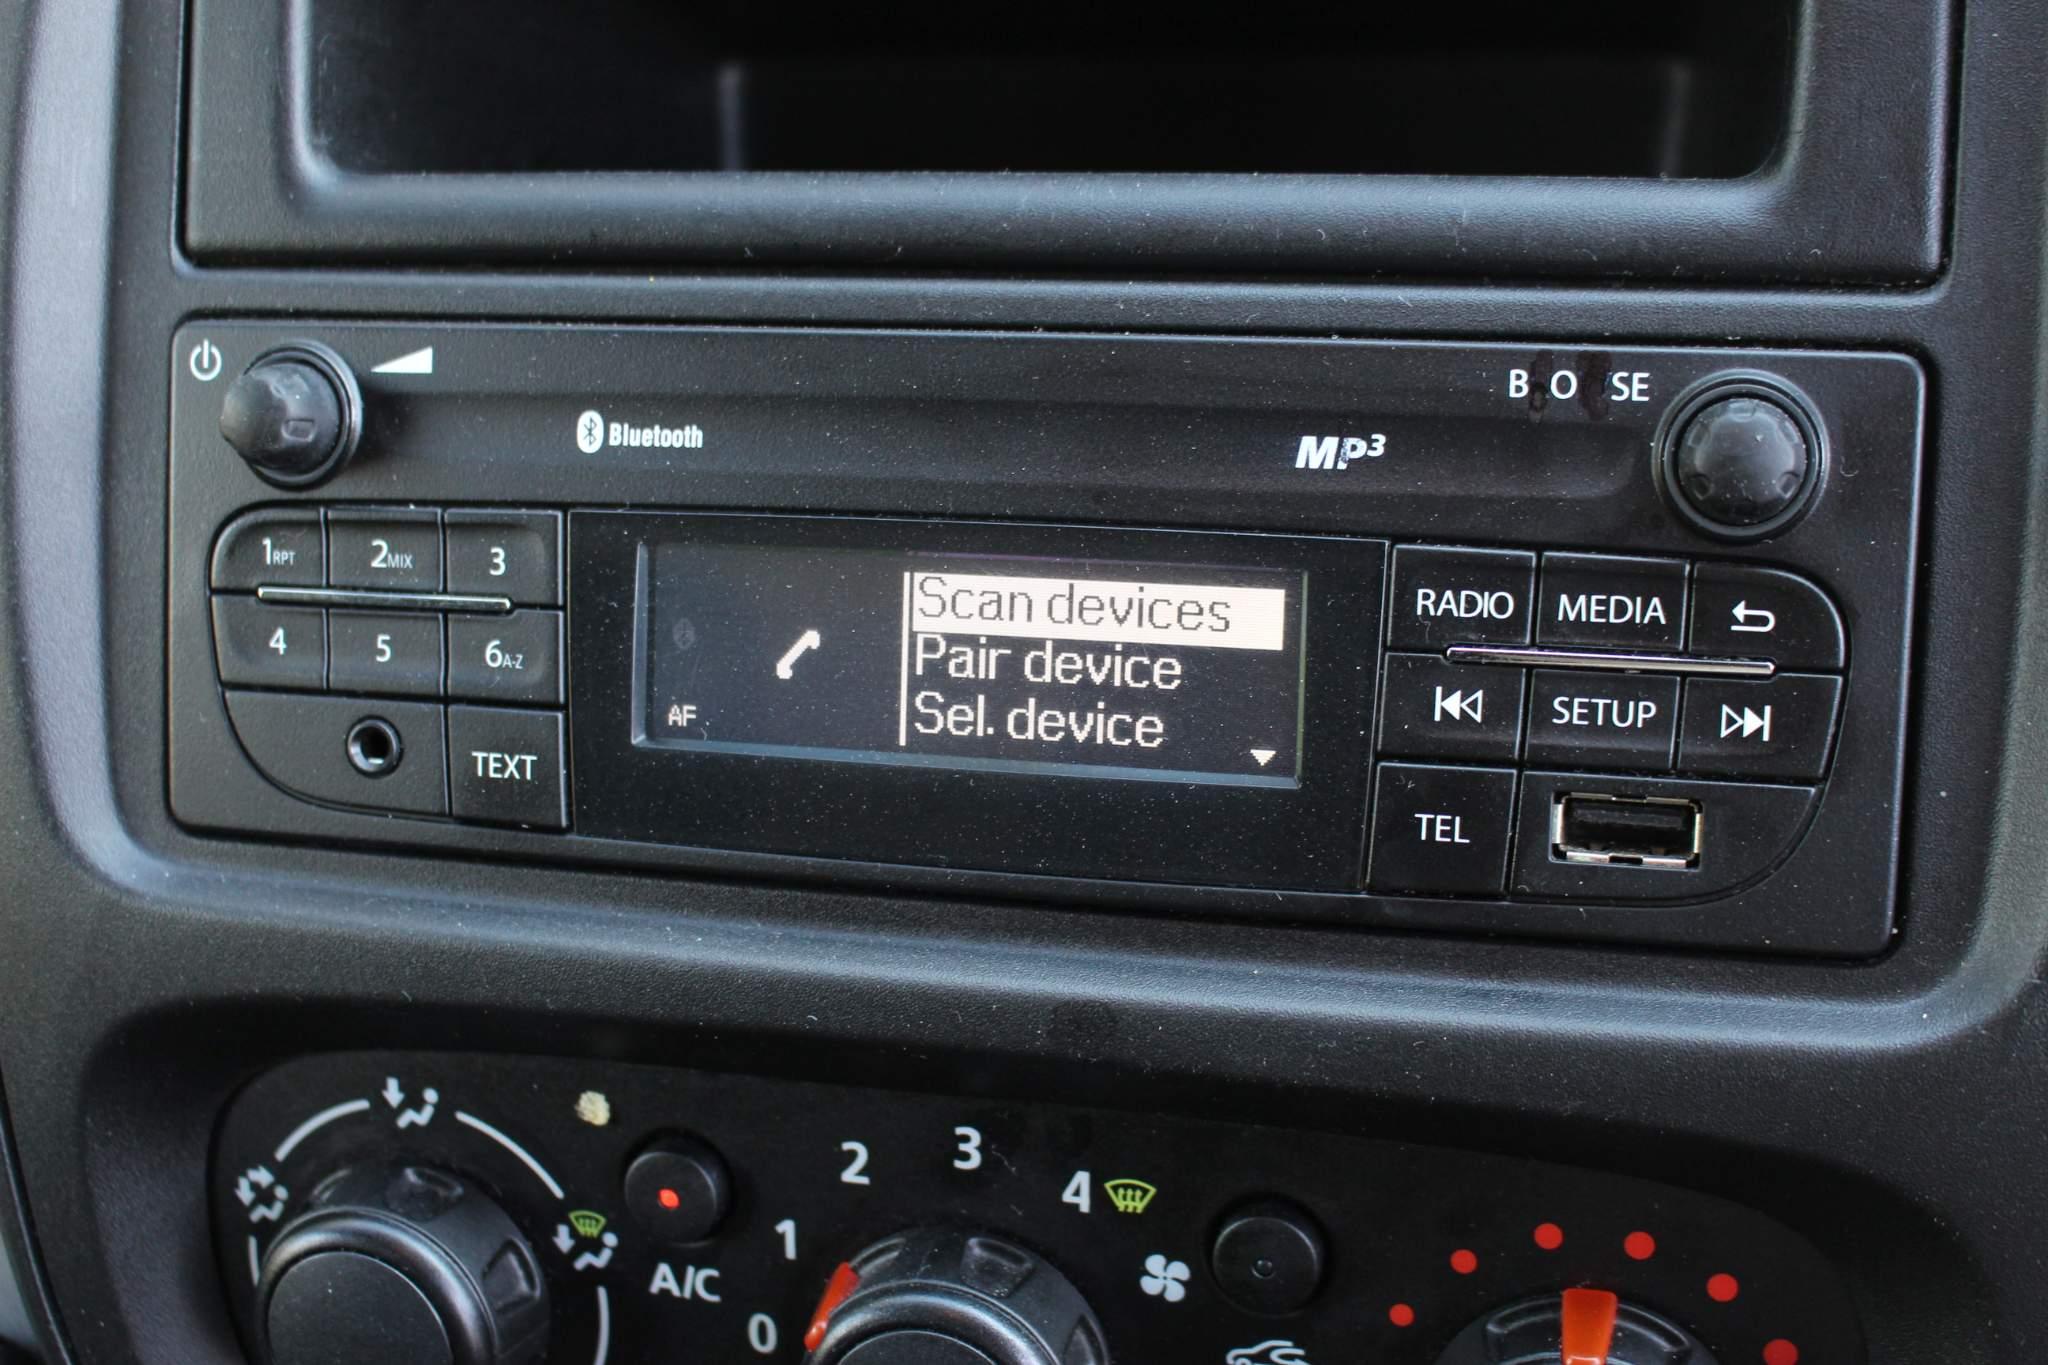 B O SE
Bluetooth
MP3
1RPT
2MIX
3
4
5
6A-Z
TEXT
Scan devices
Pair device
Sel. device
AF
RADIO
MEDIA
SETUP
TEL
0
1
2
3
4
A/C